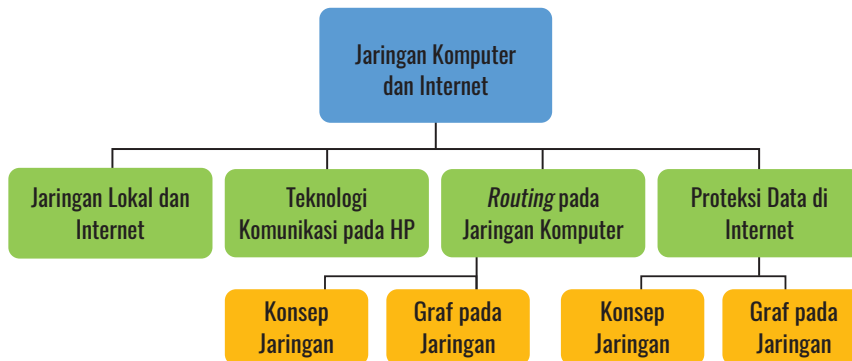 Jaringan Komputer
dan Internet
Jaringan Lokal dan
Internet
Teknologi
Komunikasi pada HP
Routing pada
Jaringan Komputer
Proteksi Data di
Internet
Konsep
Jaringan
Graf pada
Jaringan
Konsep
Jaringan
Graf pada
Jaringan